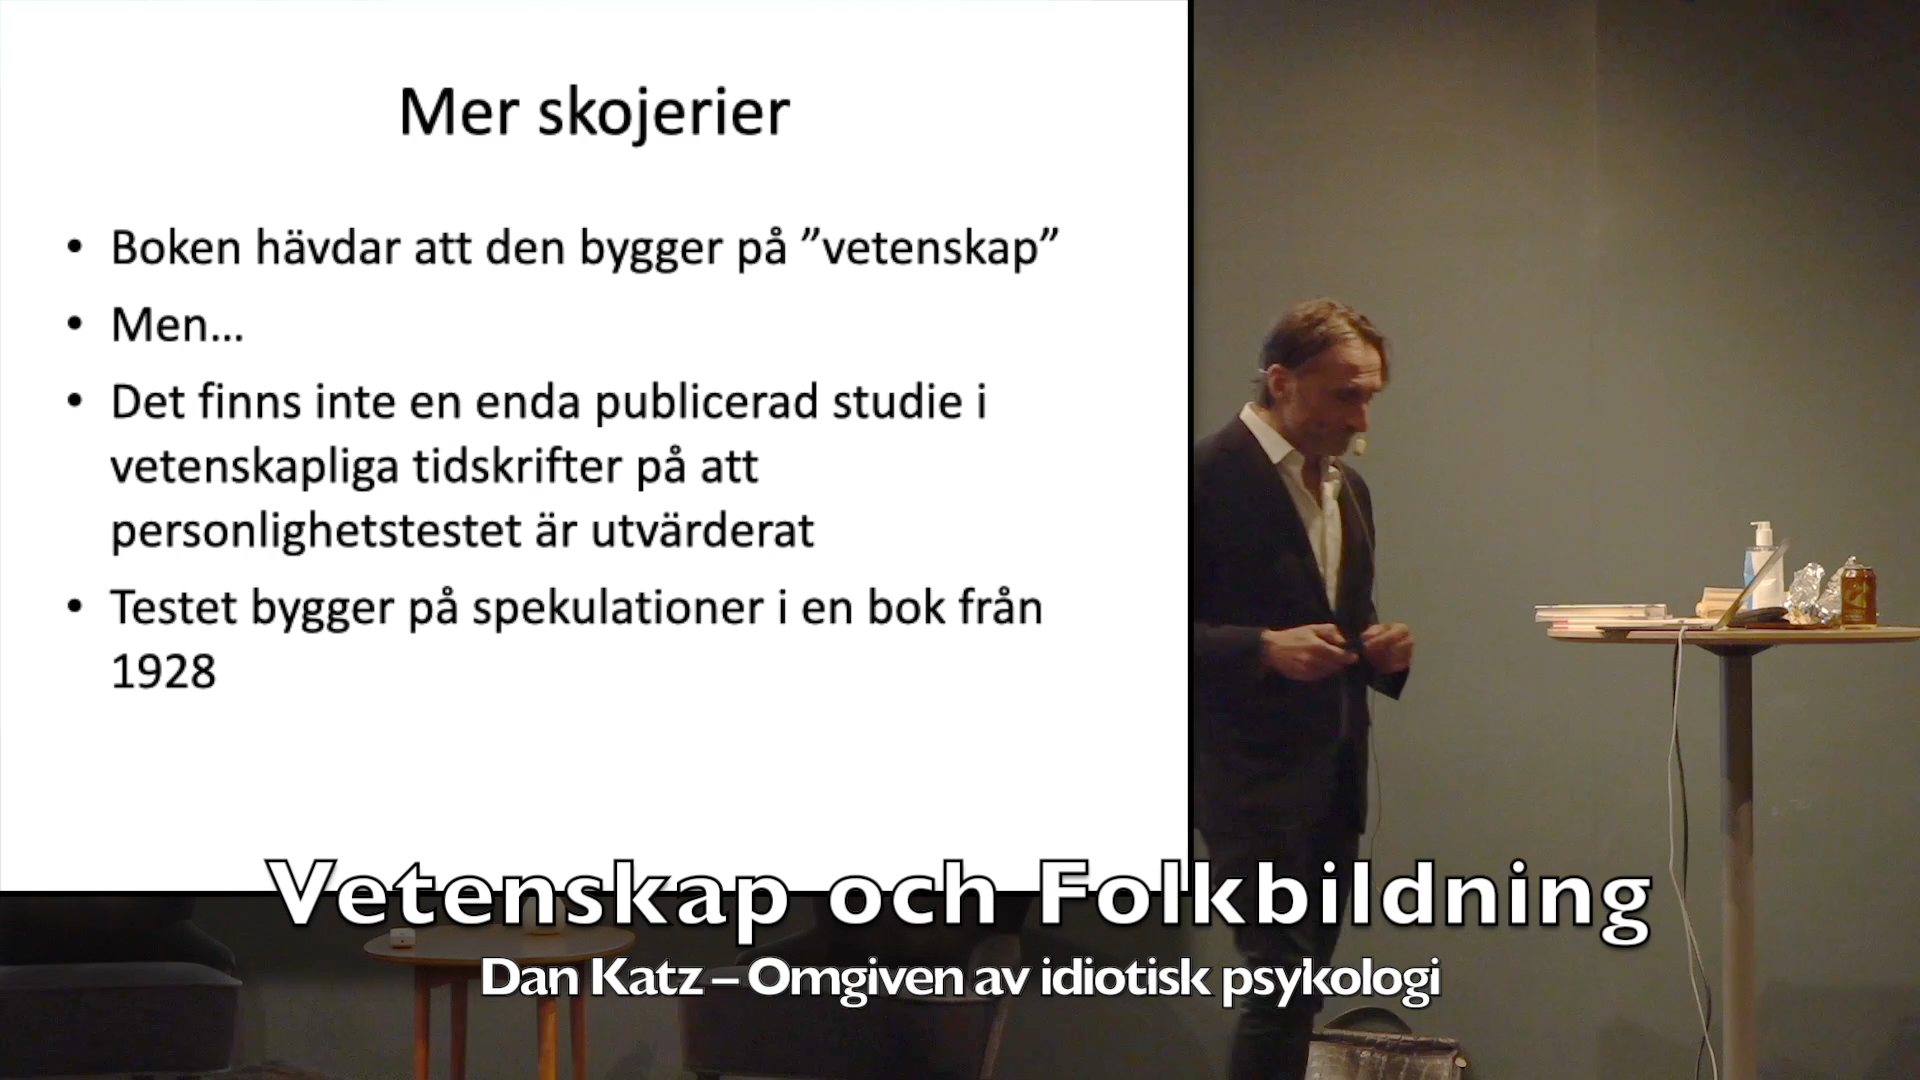 Mer skojerier
• Boken hävdar att den bygger på ”vetenskap”
• Men...
• Det finns inte en enda publicerad studie i
vetenskapliga tidskrifter på att
personlighetstestet är utvärderat
• Testet bygger på spekulationer i en bok från
1928
Vetenskap och Folkbildning
Dan Katz – Omgiven av idiotisk psykologi